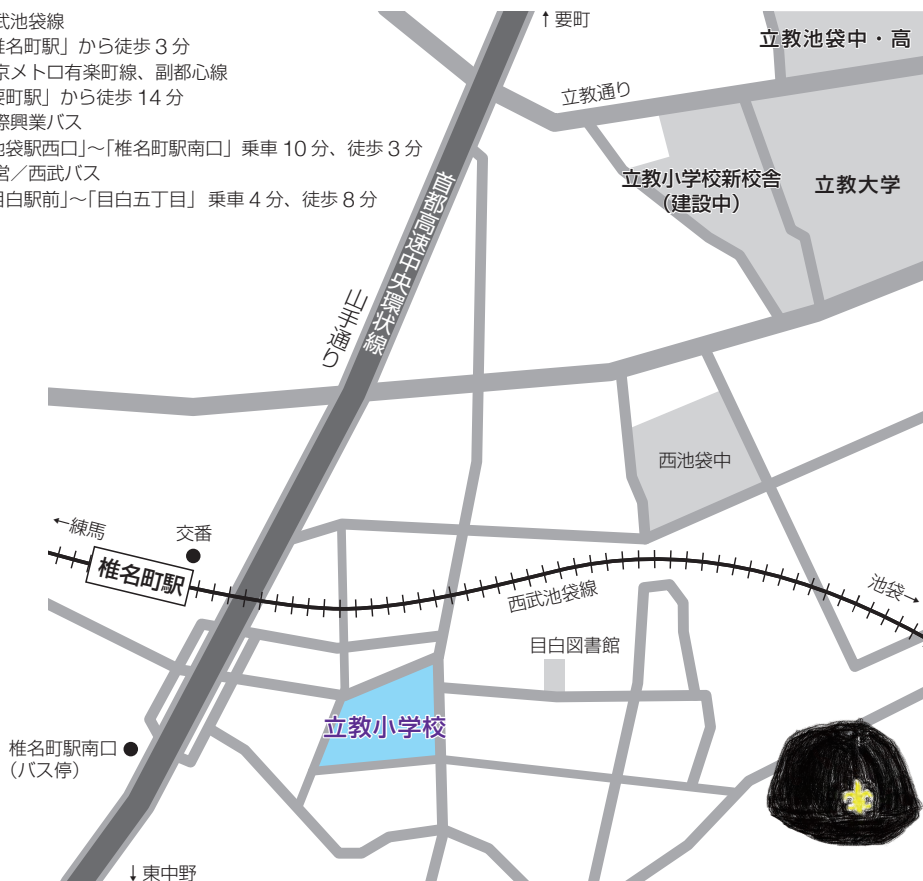 武池袋線
椎名町駅」から徒歩 3 分
京メトロ有楽町線、副都心線
要町駅」から徒歩 14 分
際興業バス
池袋駅西口」〜「椎名町駅南口」乗車 10 分、徒歩 3 分
営／西武バス
目白駅前」〜「目白五丁目」乗車 4 分、徒歩 8 分
↑要町
立教池袋中・高
立教通り
立教小学校新校舎
（建設中）
立教大学
首都高速中央環状線
山手通り
西池袋中
←練馬
交番
椎名町駅
西武池袋線
池袋→
目白図書館
立教小学校
椎名町駅南口
（バス停）
↓東中野